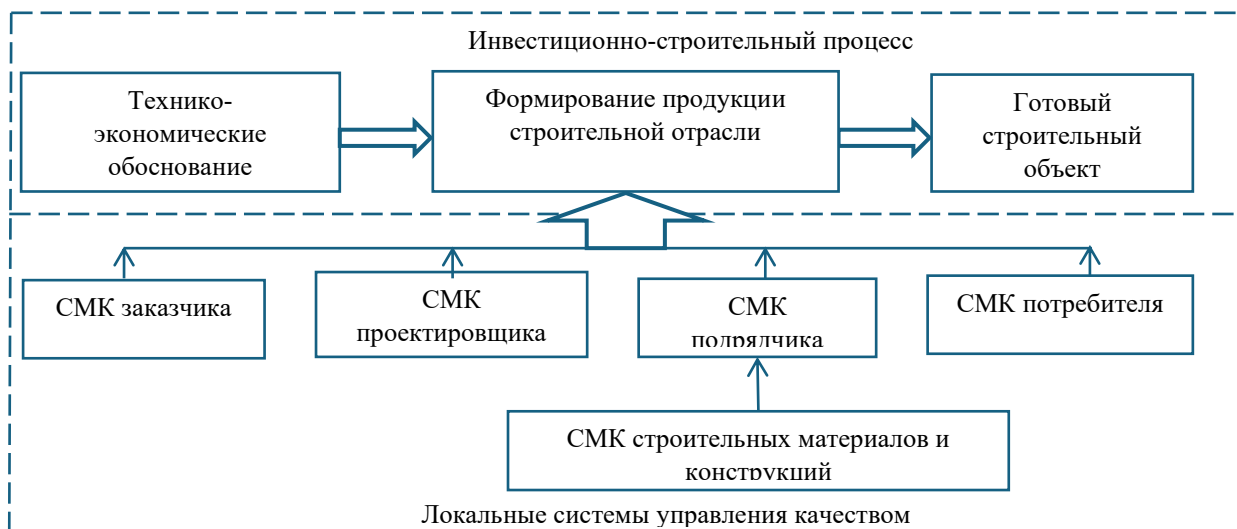 Инвестиционно-строительный процесс
Технико-
экономические
обоснование
Формирование продукции
строительной отрасли
Готовый
строительный
объект
СМК заказчика
СМК
проектировщика
СМК
подрядчика
СМК потребителя
СМК строительных материалов и
конструкций
Локальные системы управления качеством